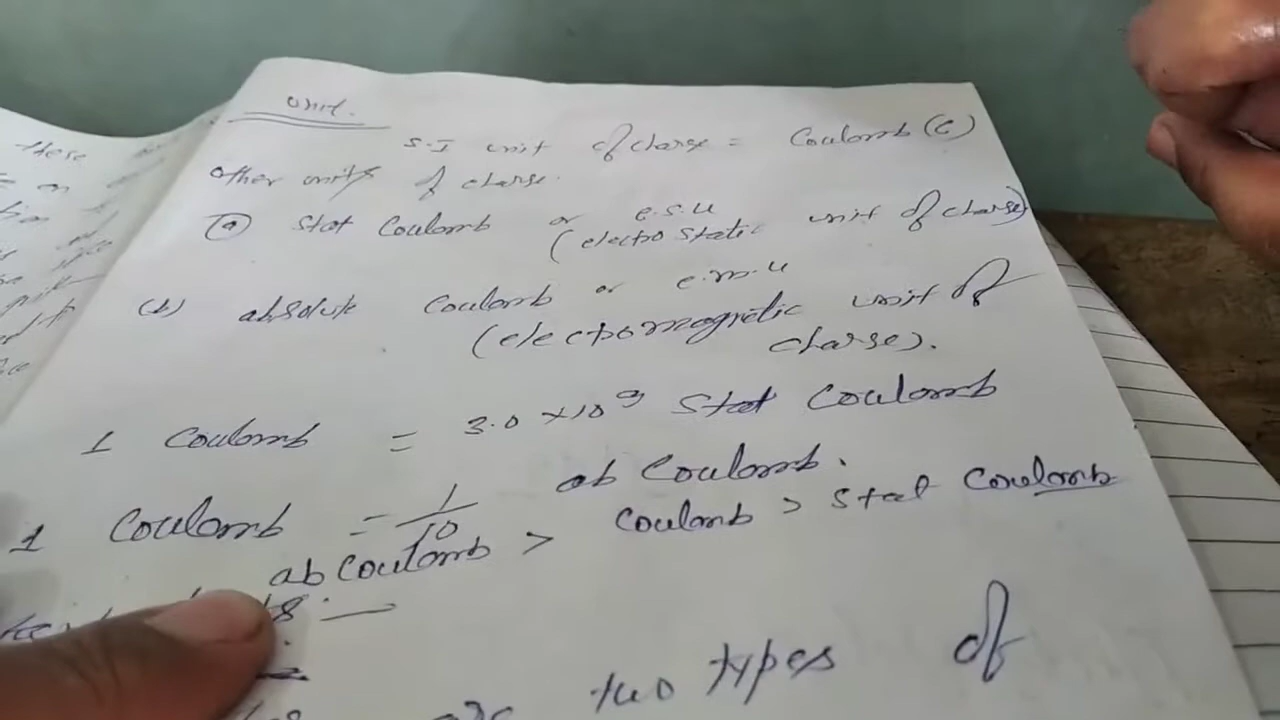 unit.
S.I unit of charge = Coulomb (C)
other units of charge.
(a) Stat Coulomb or e.s.u
(electrostatic unit of charge)
(b) absolute Coulomb or e.m.u
(electromagnetic unit of
charge).
1 Coulomb = 3.0 × 10⁹ Stat Coulomb
1 Coulomb = 1/10 ab Coulomb.
ab Coulomb > Coulomb > Stat Coulomb
two types of
these